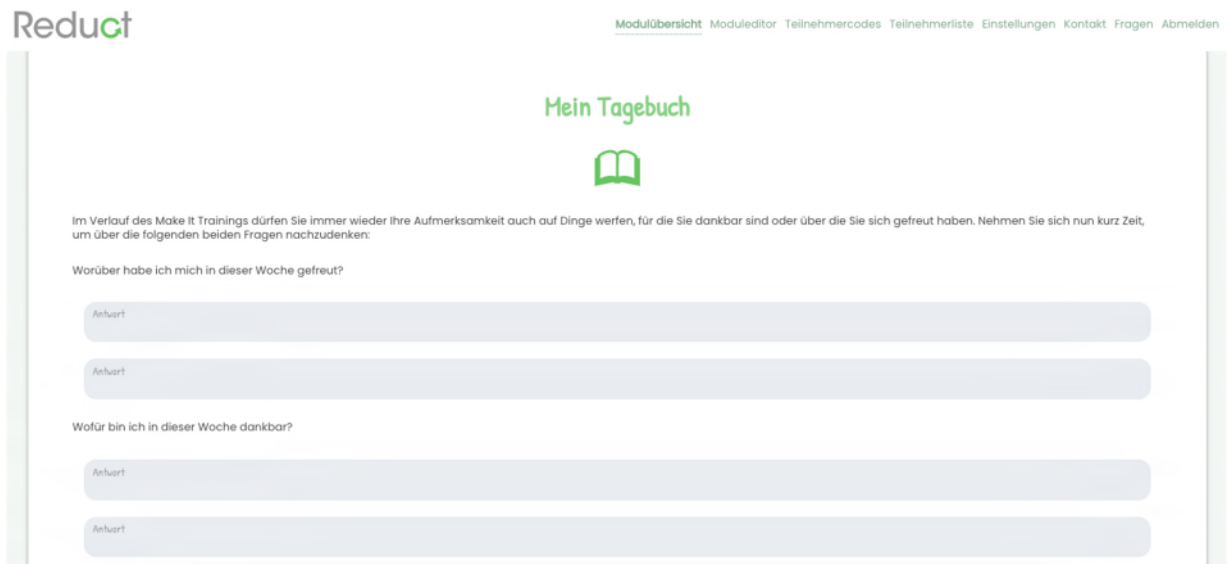 Reduct
Modulübersicht Moduleditor Teilnehmercodes Teilnehmerliste Einstellungen Kontakt Fragen Abmelden
Mein Tagebuch
Im Verlauf des Make It Trainings dürfen Sie immer wieder Ihre Aufmerksamkeit auch auf Dinge werfen, für die Sie dankbar sind oder über die Sie sich gefreut haben. Nehmen Sie sich nun kurz Zeit,
um über die folgenden beiden Fragen nachzudenken:
Worüber habe ich mich in dieser Woche gefreut?
Antwort
Antwort
Wofür bin ich in dieser Woche dankbar?
Antwort
Antwort